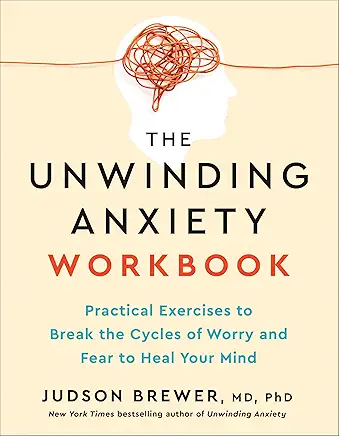 THE
UNWINDING
ANXIETY
WORKBOOK
Practical Exercises to
Break the Cycles of Worry and
Fear to Heal Your Mind
JUDSON BREWER, MD, PhD
New York Times bestselling author of Unwinding Anxiety